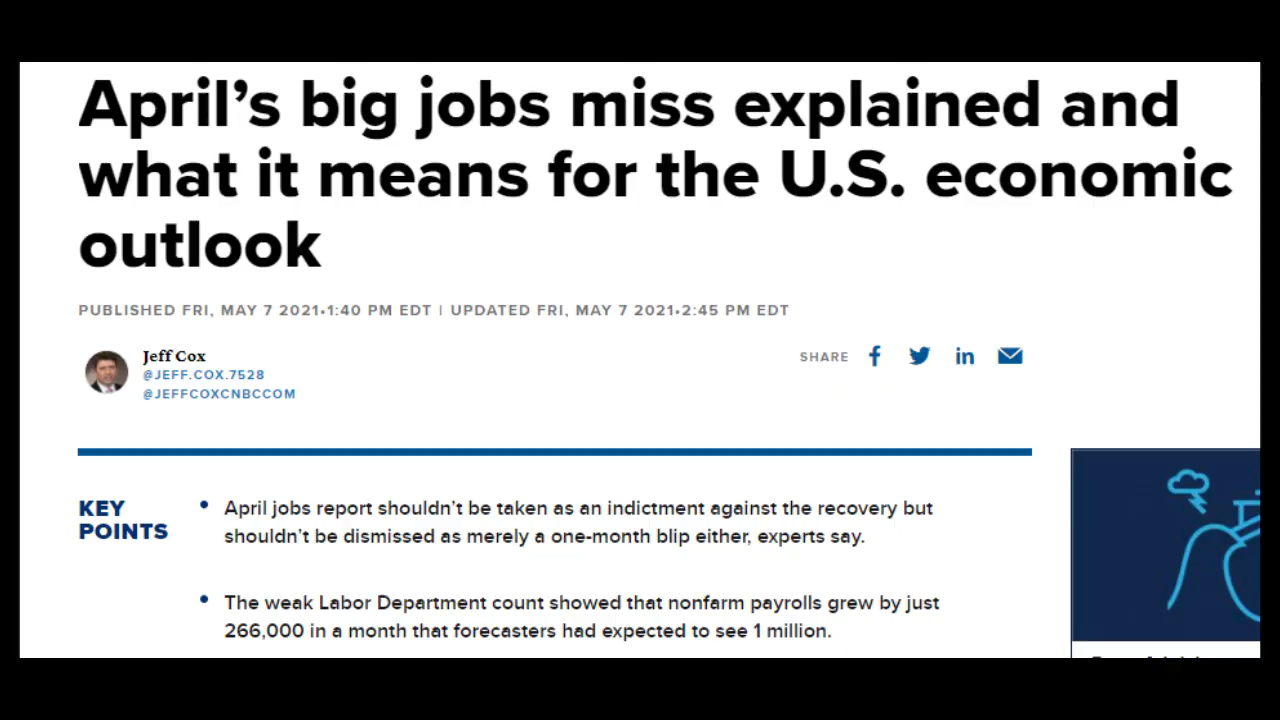 April’s big jobs miss explained and
what it means for the U.S. economic
outlook
PUBLISHED FRI, MAY 7 2021•1:40 PM EDT | UPDATED FRI, MAY 7 2021•2:45 PM EDT
Jeff Cox
@JEFF.COX.7528
@JEFFCOXCNBCCOM
SHARE
KEY
POINTS
• April jobs report shouldn’t be taken as an indictment against the recovery but
shouldn’t be dismissed as merely a one-month blip either, experts say.
• The weak Labor Department count showed that nonfarm payrolls grew by just
266,000 in a month that forecasters had expected to see 1 million.